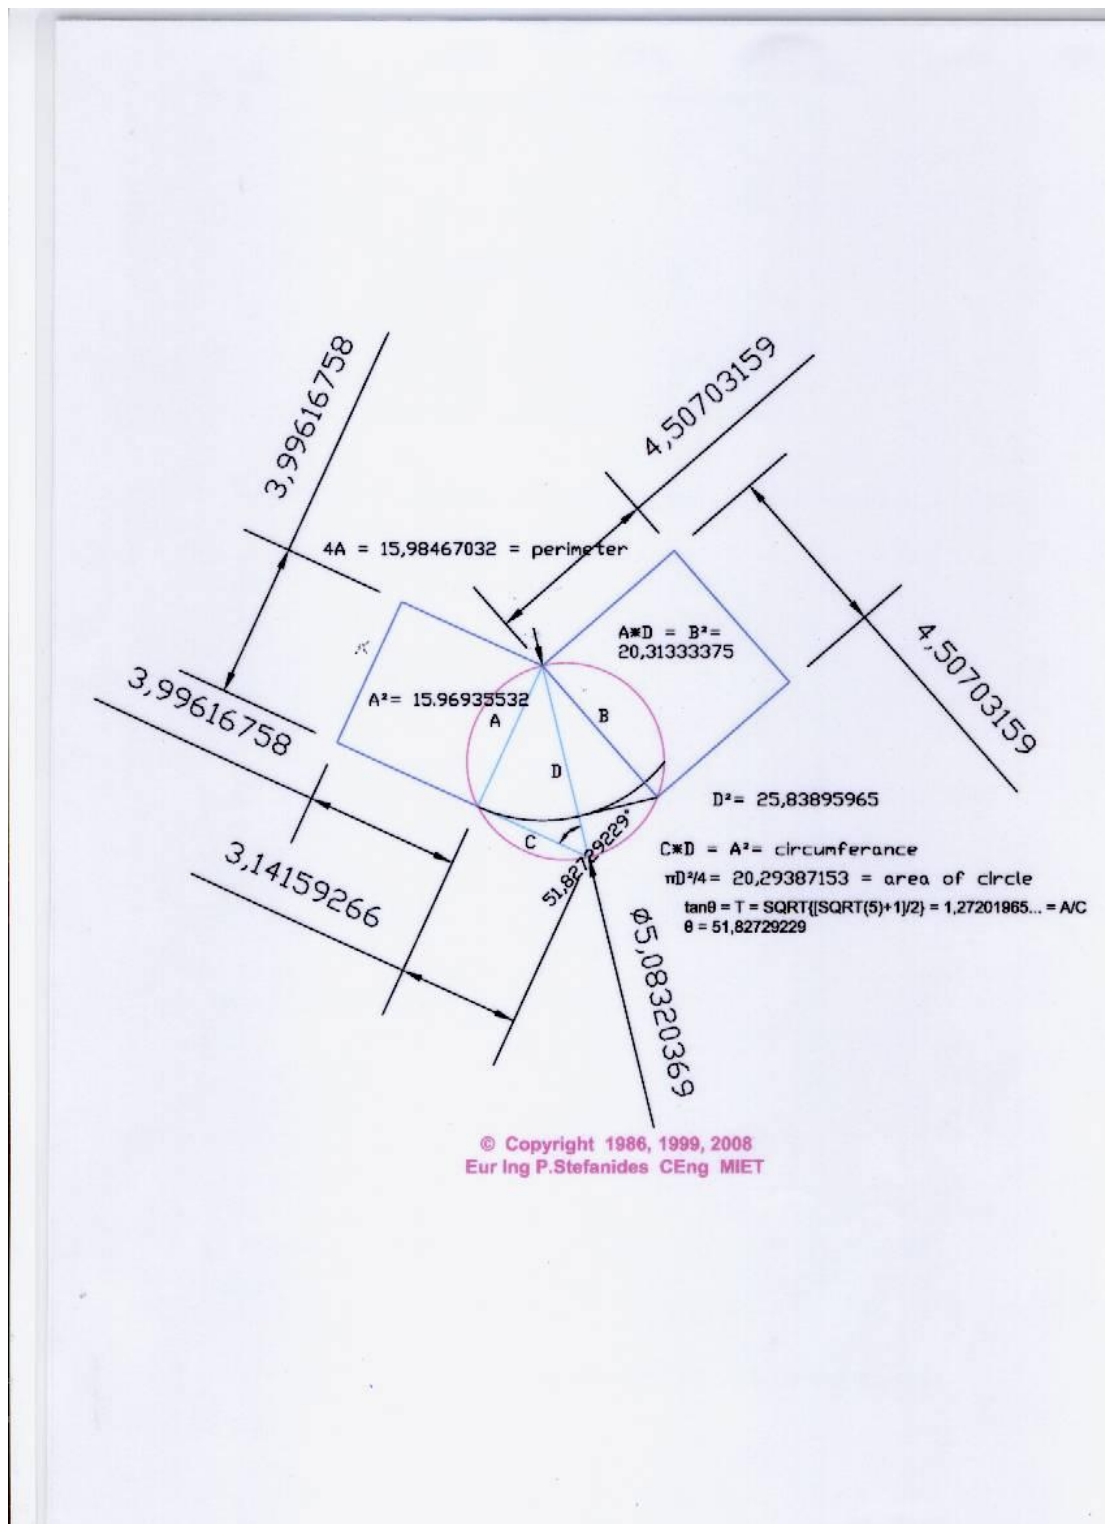 3,99616758
4,50703159
4A = 15,98467032 = perimeter
A*D = B²=
20,31333375
4,50703159
3,99616758
A²= 15.96935532
A
B
D
D²= 25,83895965
C
51,82729229°
C*D = A²= circumferance
πD²/4= 20,29387153 = area of circle
3,14159266
tanθ = T = SQRT{[SQRT(5)+1]/2} = 1,27201965... = A/C
θ = 51,82729229
Ø5,08320369
© Copyright 1986, 1999, 2008
Eur Ing P.Stefanides CEng MIET